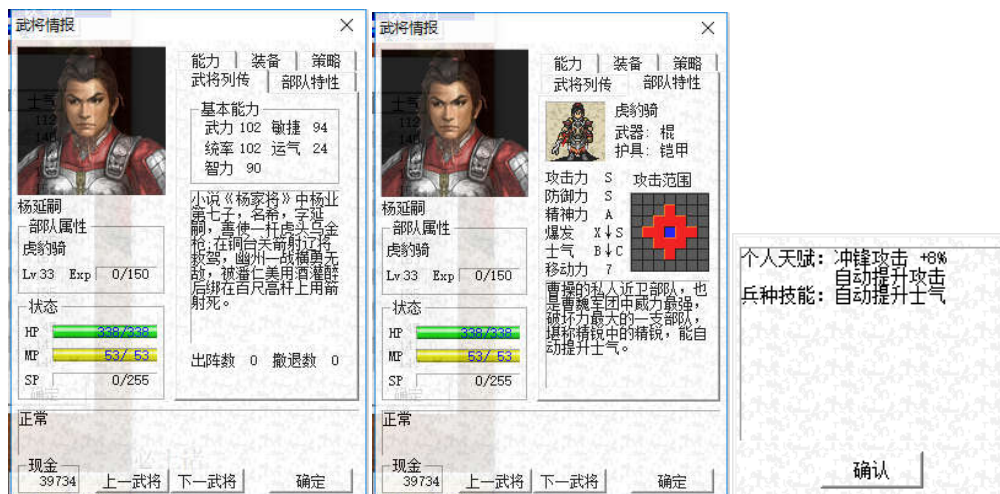 武将情报
能力 装备 策略
武将列传 部队特性
基本能力
武力 102 敏捷 94
统率 102 运气 24
智力 90
杨延嗣
部队属性
虎豹骑
Lv 33 Exp 0/150
状态
HP 338/338
MP 53/ 53
SP 0/255
小说《杨家将》中杨业
第七子，名希，字延
嗣，善使一杆虎头乌金
枪；在铜台关箭射辽将
救驾，幽州一战横勇无
敌，被潘仁美用酒灌醉
后绑在百尺高杆上用箭
射死。
出阵数 0 撤退数 0
正常
现金
39734
上一武将 下一武将 确定
武将情报
能力 装备 策略
武将列传 部队特性
虎豹骑
武器：棍
护具：铠甲
攻击力 S 攻击范围
防御力 S
精神力 A
爆发 X↓S
士气 B↓C
移动力 7
杨延嗣
部队属性
虎豹骑
Lv 33 Exp 0/150
状态
HP 338/338
MP 53/ 53
SP 0/255
曹操的私人近卫部队，也
是曹魏军团中威力最强，
破坏力最大的一支部队，
堪称精锐中的精锐，能自
动提升士气。
正常
现金
39734
上一武将 下一武将 确定
个人天赋：冲锋攻击 +8%
自动提升攻击
兵种技能：自动提升士气
确认